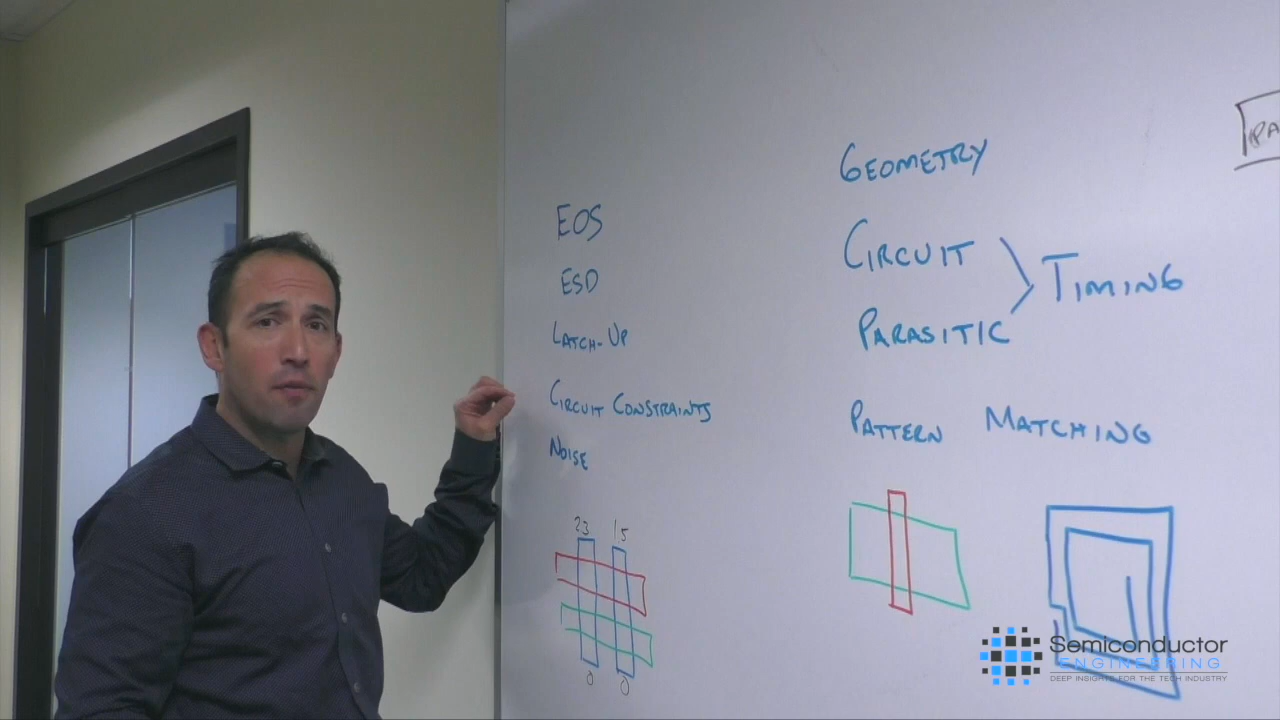 EOS
ESD
LATCH-UP
CIRCUIT CONSTRAINTS
NOISE
23 15
0 0
GEOMETRY
CIRCUIT
PARASITIC
TIMING
PATTERN MATCHING
Semiconductor
ENGINEERING
DEEP INSIGHTS FOR THE TECH INDUSTRY